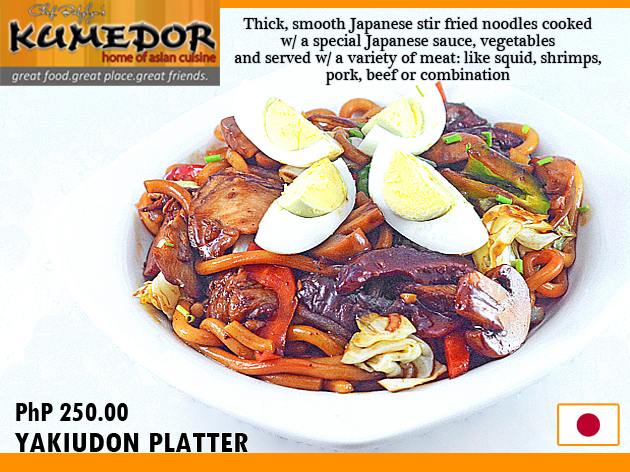 Chef Ralfy's
KUMEDOR
home of asian cuisine
great food.great place.great friends.
Thick, smooth Japanese stir fried noodles cooked
w/ a special Japanese sauce, vegetables
and served w/ a variety of meat: like squid, shrimps,
pork, beef or combination
PhP 250.00
YAKIUDON PLATTER